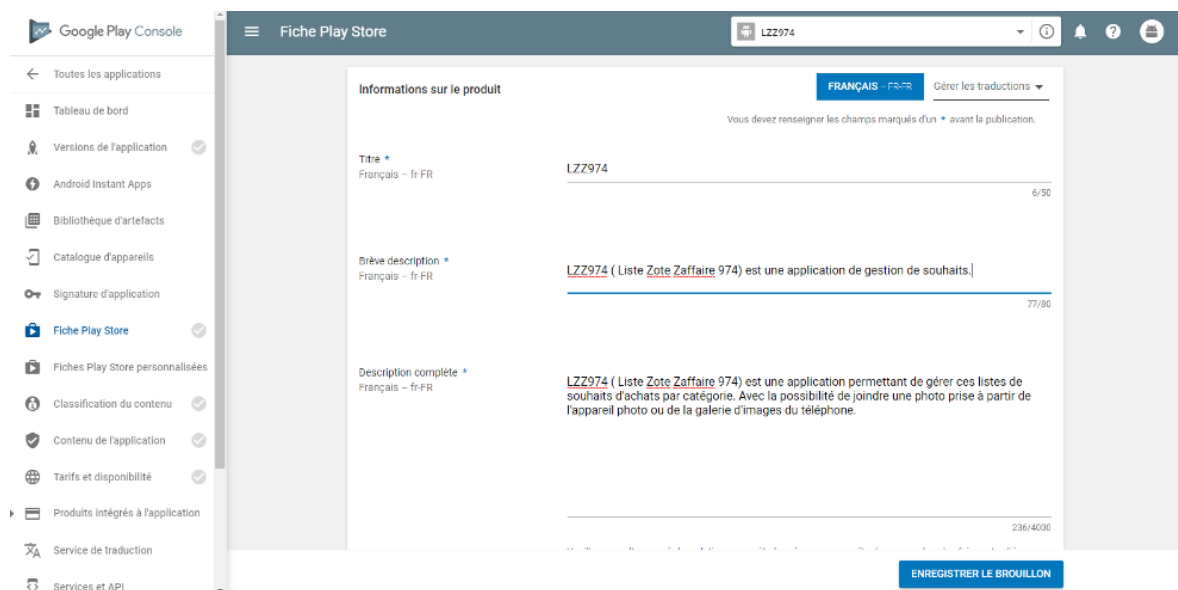 Google Play Console
Fiche Play Store
LZZ974
Toutes les applications
Tableau de bord
Versions de l'application
Android Instant Apps
Bibliothèque d'artefacts
Catalogue d'appareils
Signature d'application
Fiche Play Store
Fiches Play Store personnalisées
Classification du contenu
Contenu de l'application
Tarifs et disponibilité
Produits intégrés à l'application
Service de traduction
Services et API
Informations sur le produit
FRANÇAIS – FR-FR
Gérer les traductions
Vous devez renseigner les champs marqués d'un * avant la publication.
Titre *
Français – fr-FR
LZZ974
6/50
Brève description *
Français – fr-FR
LZZ974 ( Liste Zote Zaffaire 974) est une application de gestion de souhaits.
77/80
Description complète *
Français – fr-FR
LZZ974 ( Liste Zote Zaffaire 974) est une application permettant de gérer ces listes de
souhaits d'achats par catégorie. Avec la possibilité de joindre une photo prise à partir de
l'appareil photo ou de la galerie d'images du téléphone.
236/4000
ENREGISTRER LE BROUILLON